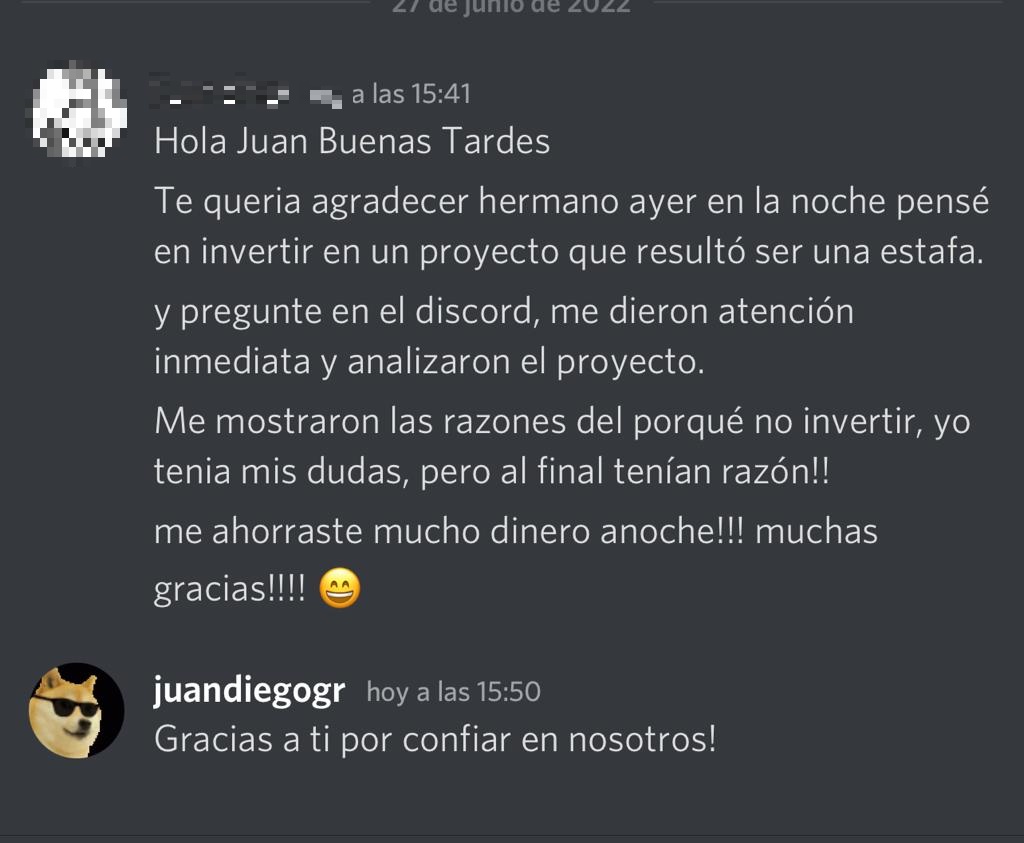 27 de junio de 2022
a las 15:41
Hola Juan Buenas Tardes
Te queria agradecer hermano ayer en la noche pensé
en invertir en un proyecto que resultó ser una estafa.
y pregunte en el discord, me dieron atención
inmediata y analizaron el proyecto.
Me mostraron las razones del porqué no invertir, yo
tenia mis dudas, pero al final tenían razón!!
me ahorraste mucho dinero anoche!!! muchas
gracias!!!! 😄
juandiegogr hoy a las 15:50
Gracias a ti por confiar en nosotros!